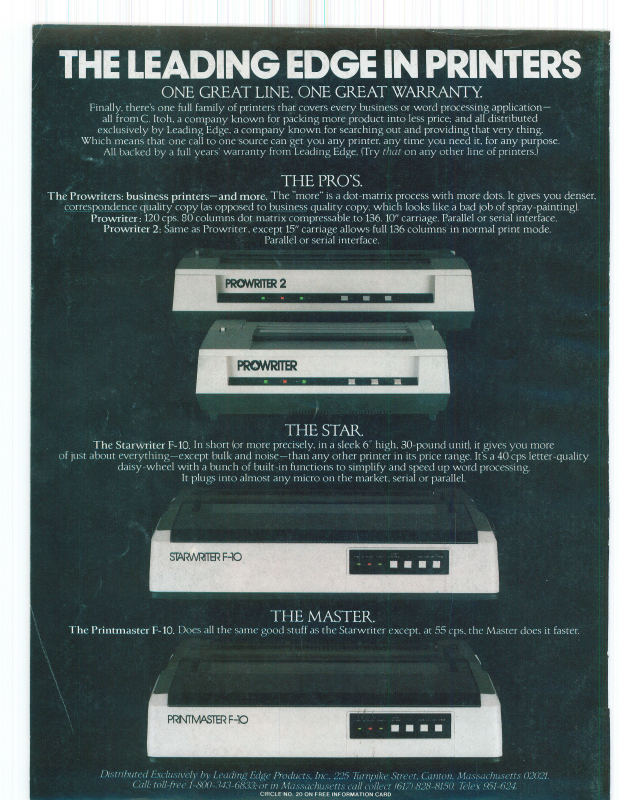 THE LEADING EDGE IN PRINTERS
ONE GREAT LINE. ONE GREAT WARRANTY.
Finally, there's one full family of printers that covers every business or word processing application—
all from C. Itoh, a company known for packing more product into less price; and all distributed
exclusively by Leading Edge, a company known for searching out and providing that very thing.
Which means that one call to one source can get you any printer, any time you need it, for any purpose.
All backed by a full years' warranty from Leading Edge. (Try that on any other line of printers.)
THE PRO'S.
The Prowriters: business printers—and more. The "more" is a dot-matrix process with more dots. It gives you denser,
correspondence quality copy (as opposed to business quality copy, which looks like a bad job of spray-painting).
Prowriter: 120 cps. 80 columns dot matrix compressable to 136. 10" carriage. Parallel or serial interface.
Prowriter 2: Same as Prowriter, except 15" carriage allows full 136 columns in normal print mode.
Parallel or serial interface.
PROWRITER 2
PROWRITER
THE STAR.
The Starwriter F-10. In short (or more precisely, in a sleek 6" high, 30-pound unit), it gives you more
of just about everything—except bulk and noise—than any other printer in its price range. It's a 40 cps letter-quality
daisy-wheel with a bunch of built-in functions to simplify and speed up word processing.
It plugs into almost any micro on the market, serial or parallel.
STARWRITER F-10
THE MASTER.
The Printmaster F-10. Does all the same good stuff as the Starwriter except, at 55 cps, the Master does it faster.
PRINTMASTER F-10
Distributed Exclusively by Leading Edge Products, Inc., 225 Turnpike Street, Canton, Massachusetts 02021.
Call: toll-free 1-800-343-6833; or in Massachusetts call collect (617) 828-8150. Telex 951-624.
CIRCLE NO. 20 ON FREE INFORMATION CARD